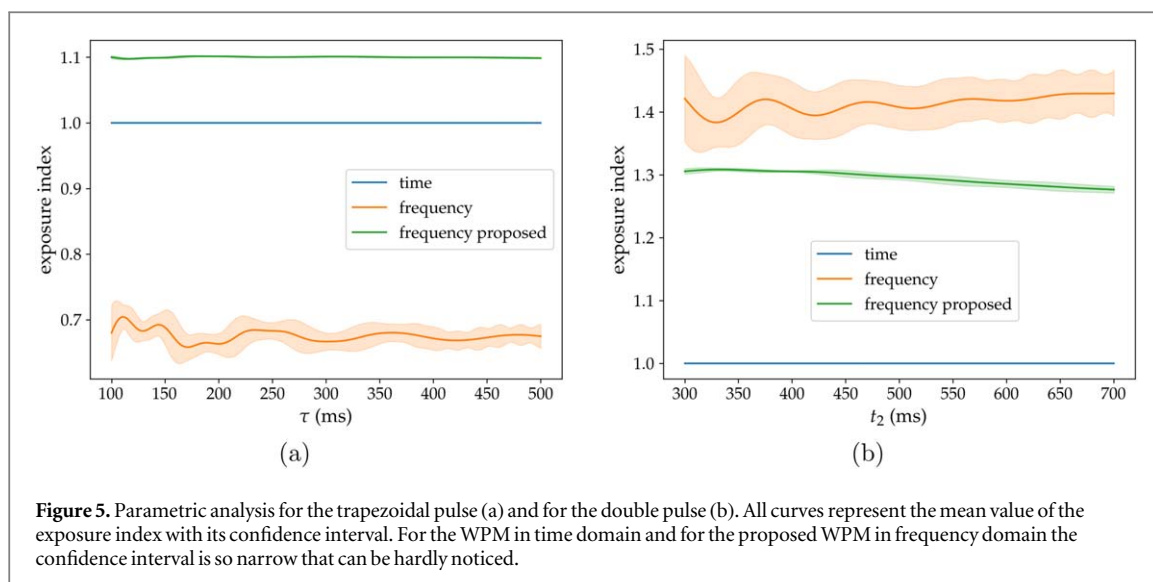 1.1
1.0
0.9
0.8
0.7
exposure index
time
frequency
frequency proposed
100 150 200 250 300 350 400 450 500
τ (ms)
(a)
1.5
1.4
1.3
1.2
1.1
1.0
exposure index
time
frequency
frequency proposed
300 350 400 450 500 550 600 650 700
t2 (ms)
(b)
Figure 5. Parametric analysis for the trapezoidal pulse (a) and for the double pulse (b). All curves represent the mean value of the
exposure index with its confidence interval. For the WPM in time domain and for the proposed WPM in frequency domain the
confidence interval is so narrow that can be hardly noticed.